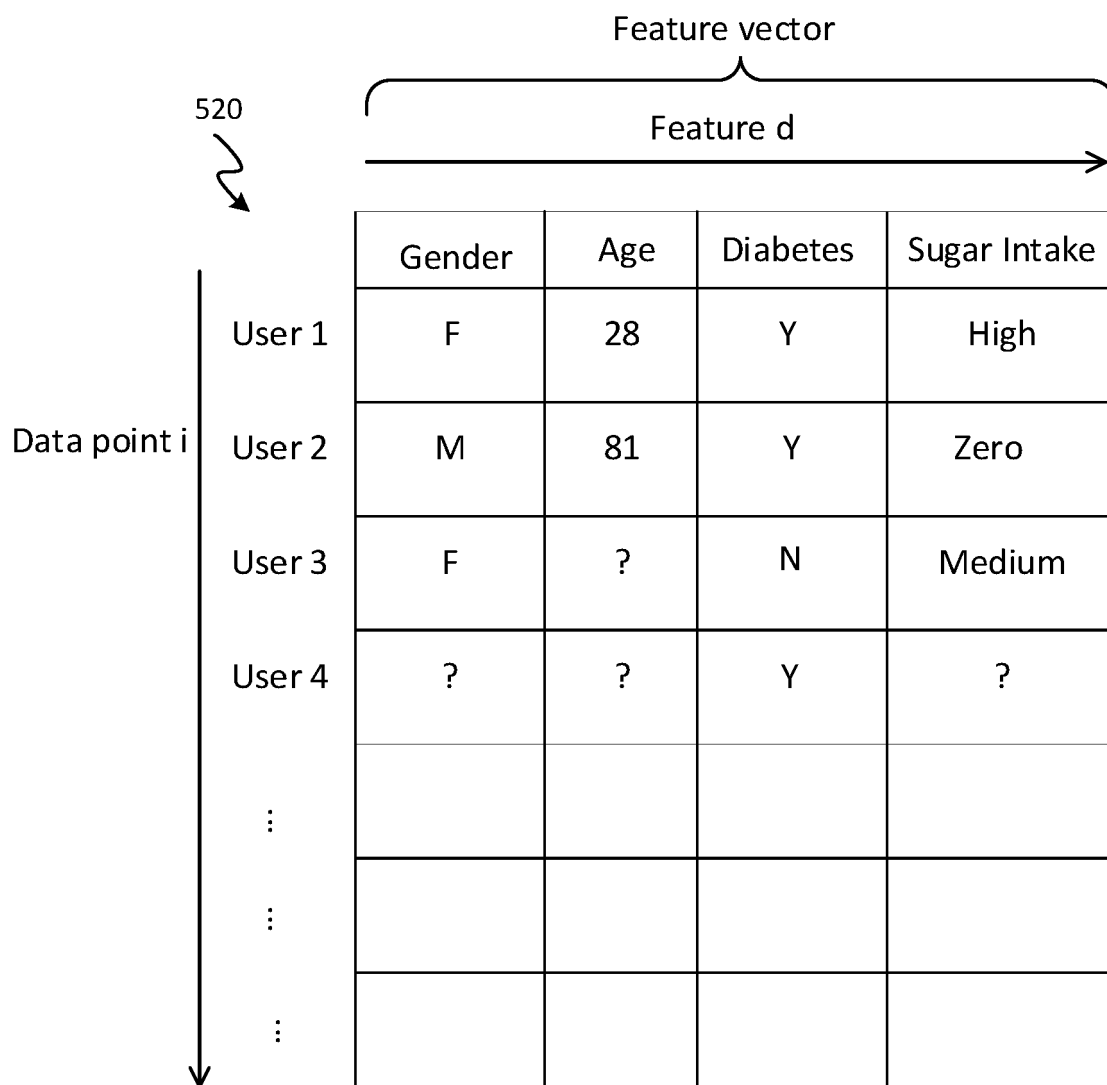 Feature vector
520
Feature d
Gender Age Diabetes Sugar Intake
User 1 F 28 Y High
Data point i User 2 M 81 Y Zero
User 3 F ? N Medium
User 4 ? ? Y ?
⋮
⋮
⋮